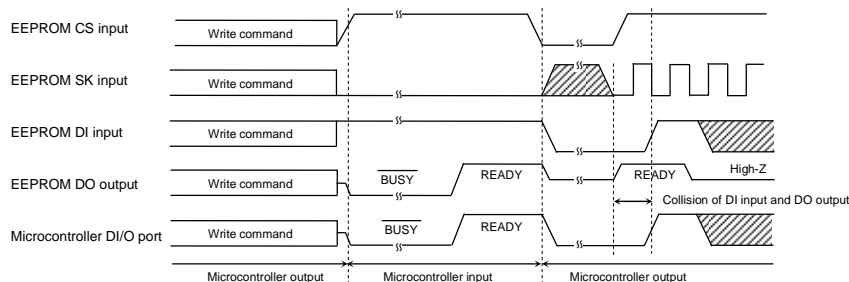 EEPROM CS input
Write command
EEPROM SK input
Write command
EEPROM DI input
Write command
EEPROM DO output
Write command
BUSY
READY
READY
High-Z
Collision of DI input and DO output
Microcontroller DI/O port
Write command
BUSY
READY
Microcontroller output
Microcontroller input
Microcontroller output